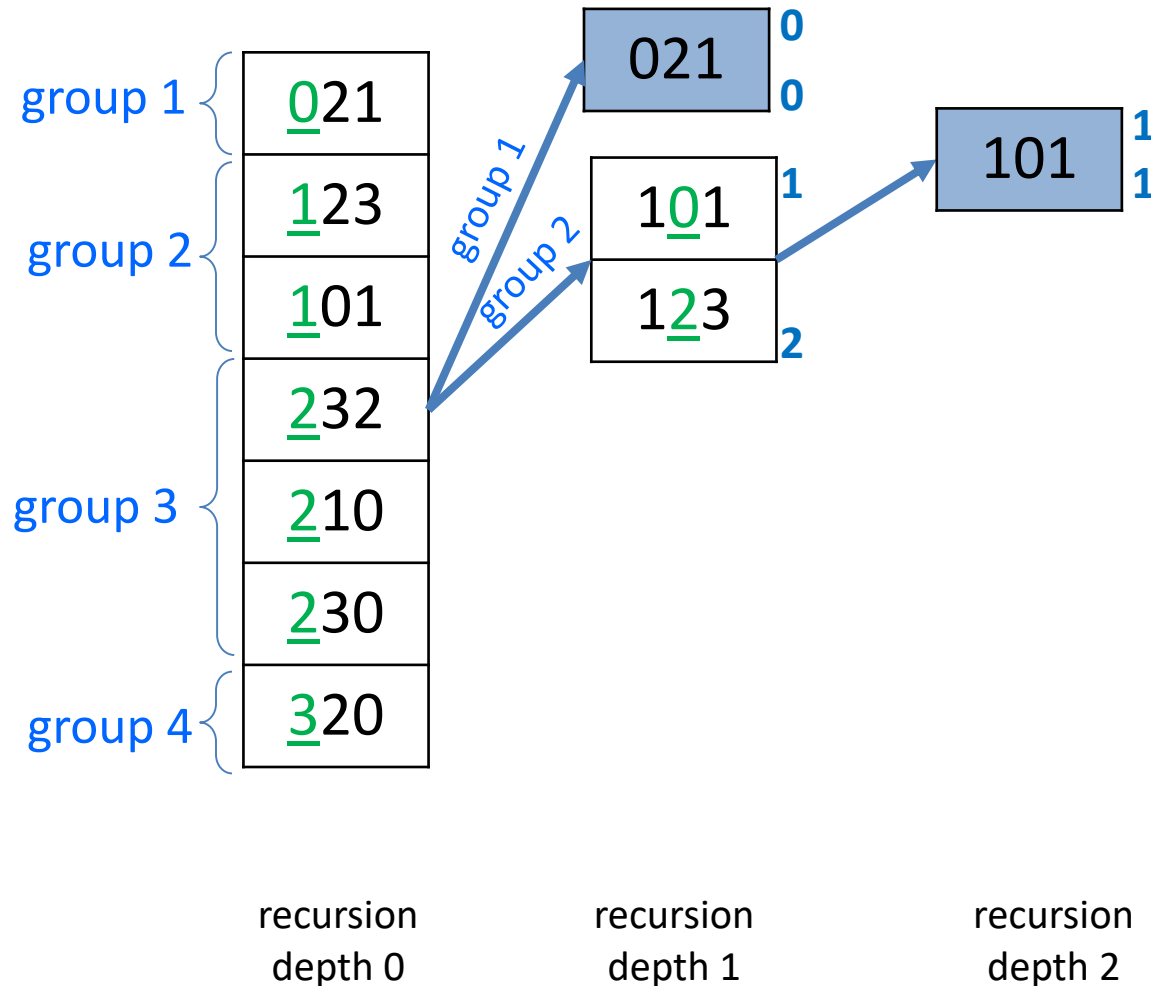 group 1
group 2
group 3
group 4
021
123
101
232
210
230
320
group 1
group 2
021
0
0
101
123
1
2
101
1
1
recursion
depth 0
recursion
depth 1
recursion
depth 2